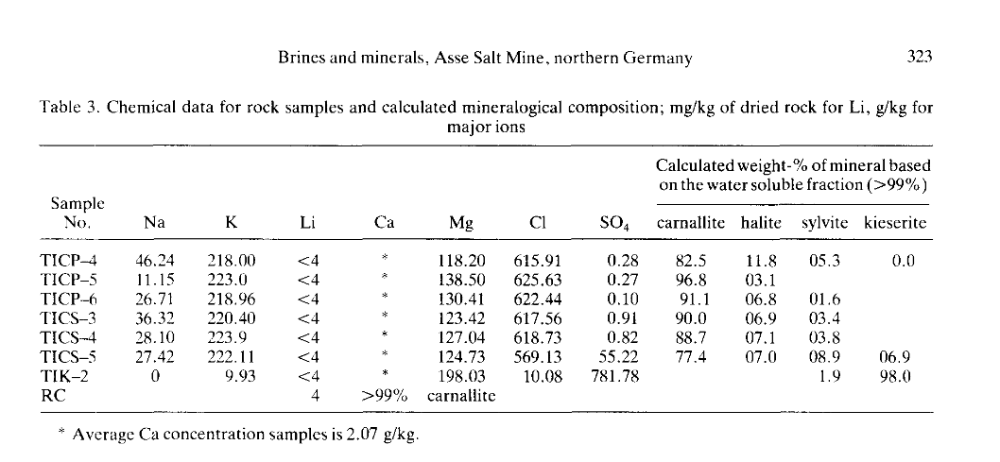 Brines and minerals, Asse Salt Mine, northern Germany 323
Table 3. Chemical data for rock samples and calculated mineralogical composition; mg/kg of dried rock for Li, g/kg for
major ions
Calculated weight-% of mineral based
on the water soluble fraction (>99%)
Sample
No. Na K Li Ca Mg Cl SO4 carnallite halite sylvite kieserite
TICP–4 46.24 218.00 <4 * 118.20 615.91 0.28 82.5 11.8 05.3 0.0
TICP–5 11.15 223.0 <4 * 138.50 625.63 0.27 96.8 03.1
TICP–6 26.71 218.96 <4 * 130.41 622.44 0.10 91.1 06.8 01.6
TICS–3 36.32 220.40 <4 * 123.42 617.56 0.91 90.0 06.9 03.4
TICS–4 28.10 223.9 <4 * 127.04 618.73 0.82 88.7 07.1 03.8
TICS–5 27.42 222.11 <4 * 124.73 569.13 55.22 77.4 07.0 08.9 06.9
TIK–2 0 9.93 <4 * 198.03 10.08 781.78 1.9 98.0
RC 4 >99% carnallite
* Average Ca concentration samples is 2.07 g/kg.